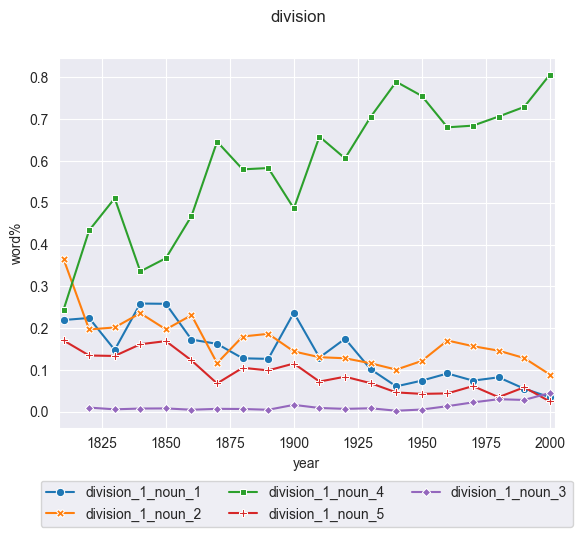 division
0.8
0.7
0.6
0.5
0.4
0.3
0.2
0.1
0.0
word%
1825 1850 1875 1900 1925 1950 1975 2000
year
division_1_noun_1 division_1_noun_4 division_1_noun_3
division_1_noun_2 division_1_noun_5